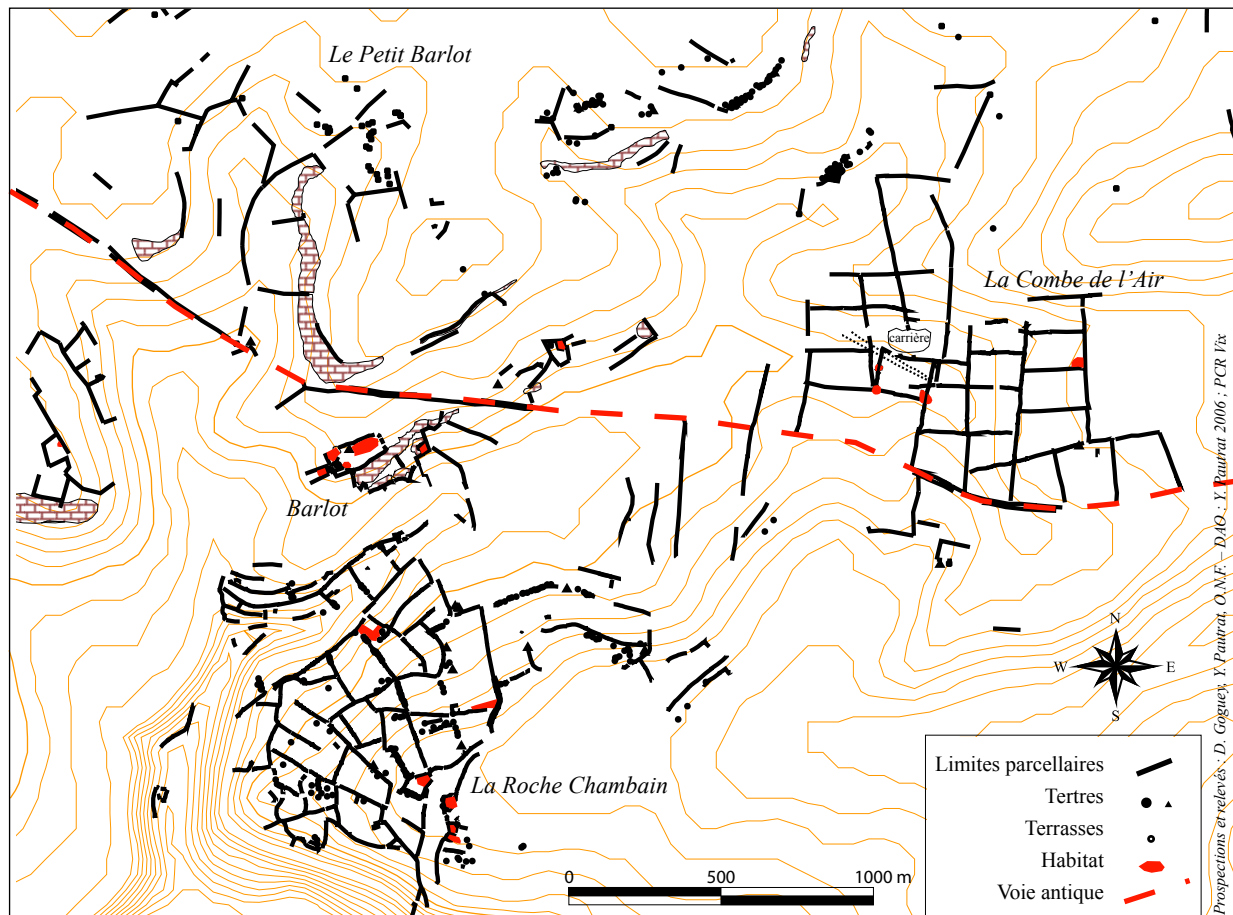 Le Petit Barlot
La Combe de l'Air
carrière
Barlot
La Roche Chambain
N
W E
S
Limites parcellaires
Tertres
Terrasses
Habitat
Voie antique
0 500 1000 m
Prospections et relevés : D. Goguey, Y. Pautrat, O.N.F. – DAO : Y. Pautrat 2006 ; PCR Vix